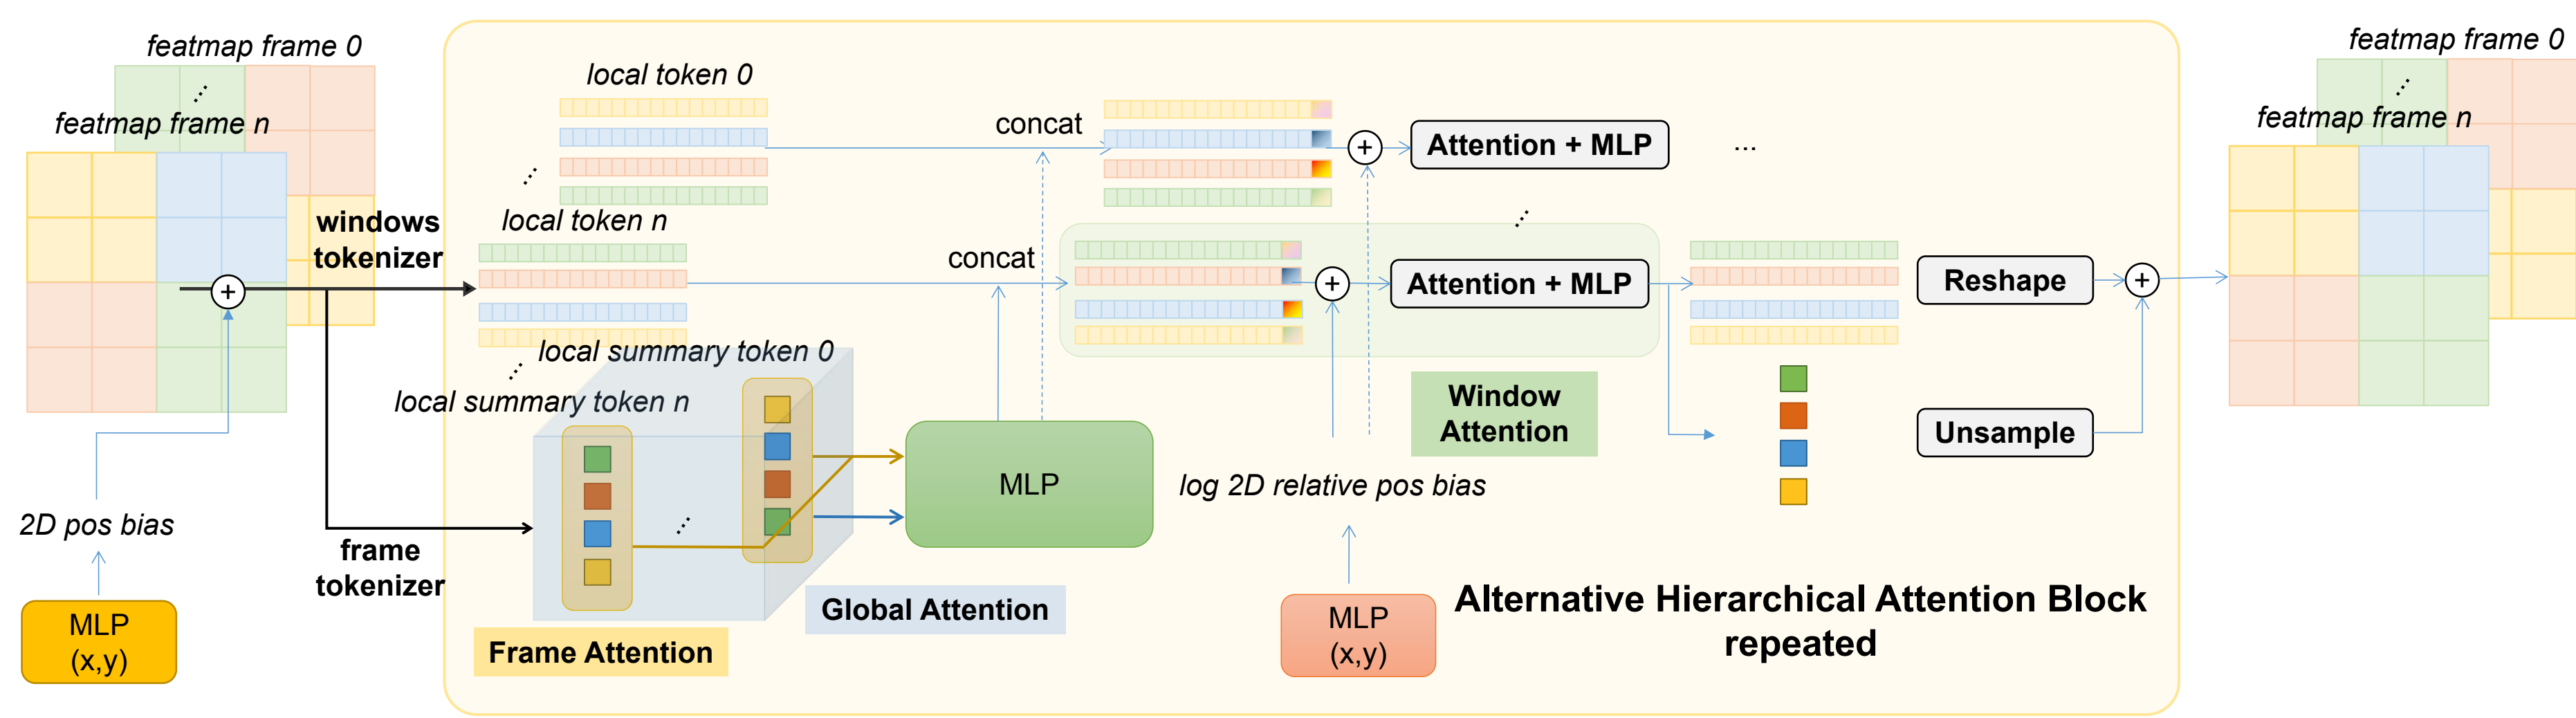 featmap frame 0
⋮
featmap frame n
windows
tokenizer
2D pos bias
MLP
(x,y)
frame
tokenizer
local token 0
⋮
local token n
⋮
local summary token 0
local summary token n
⋮
Frame Attention
Global Attention
MLP
concat
concat
+
+
+
Attention + MLP
...
⋮
Attention + MLP
Window
Attention
log 2D relative pos bias
MLP
(x,y)
Reshape
Unsample
+
Alternative Hierarchical Attention Block
repeated
featmap frame 0
⋮
featmap frame n